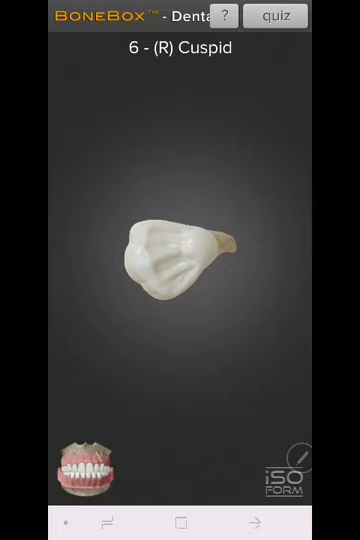 BONEBOX™ - Denta
?
quiz
6 - (R) Cuspid
iSO
FORM